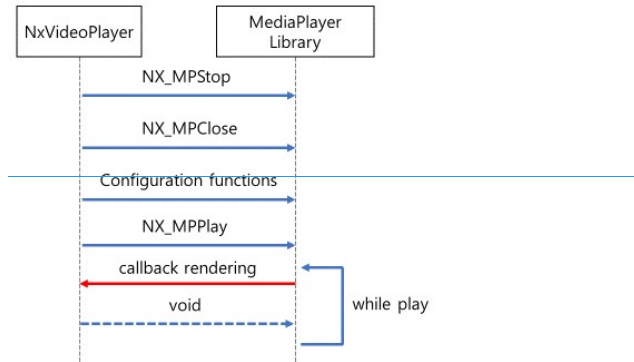 NxVideoPlayer
MediaPlayer
Library
NX_MPStop
NX_MPClose
Configuration functions
NX_MPPlay
callback rendering
void
while play